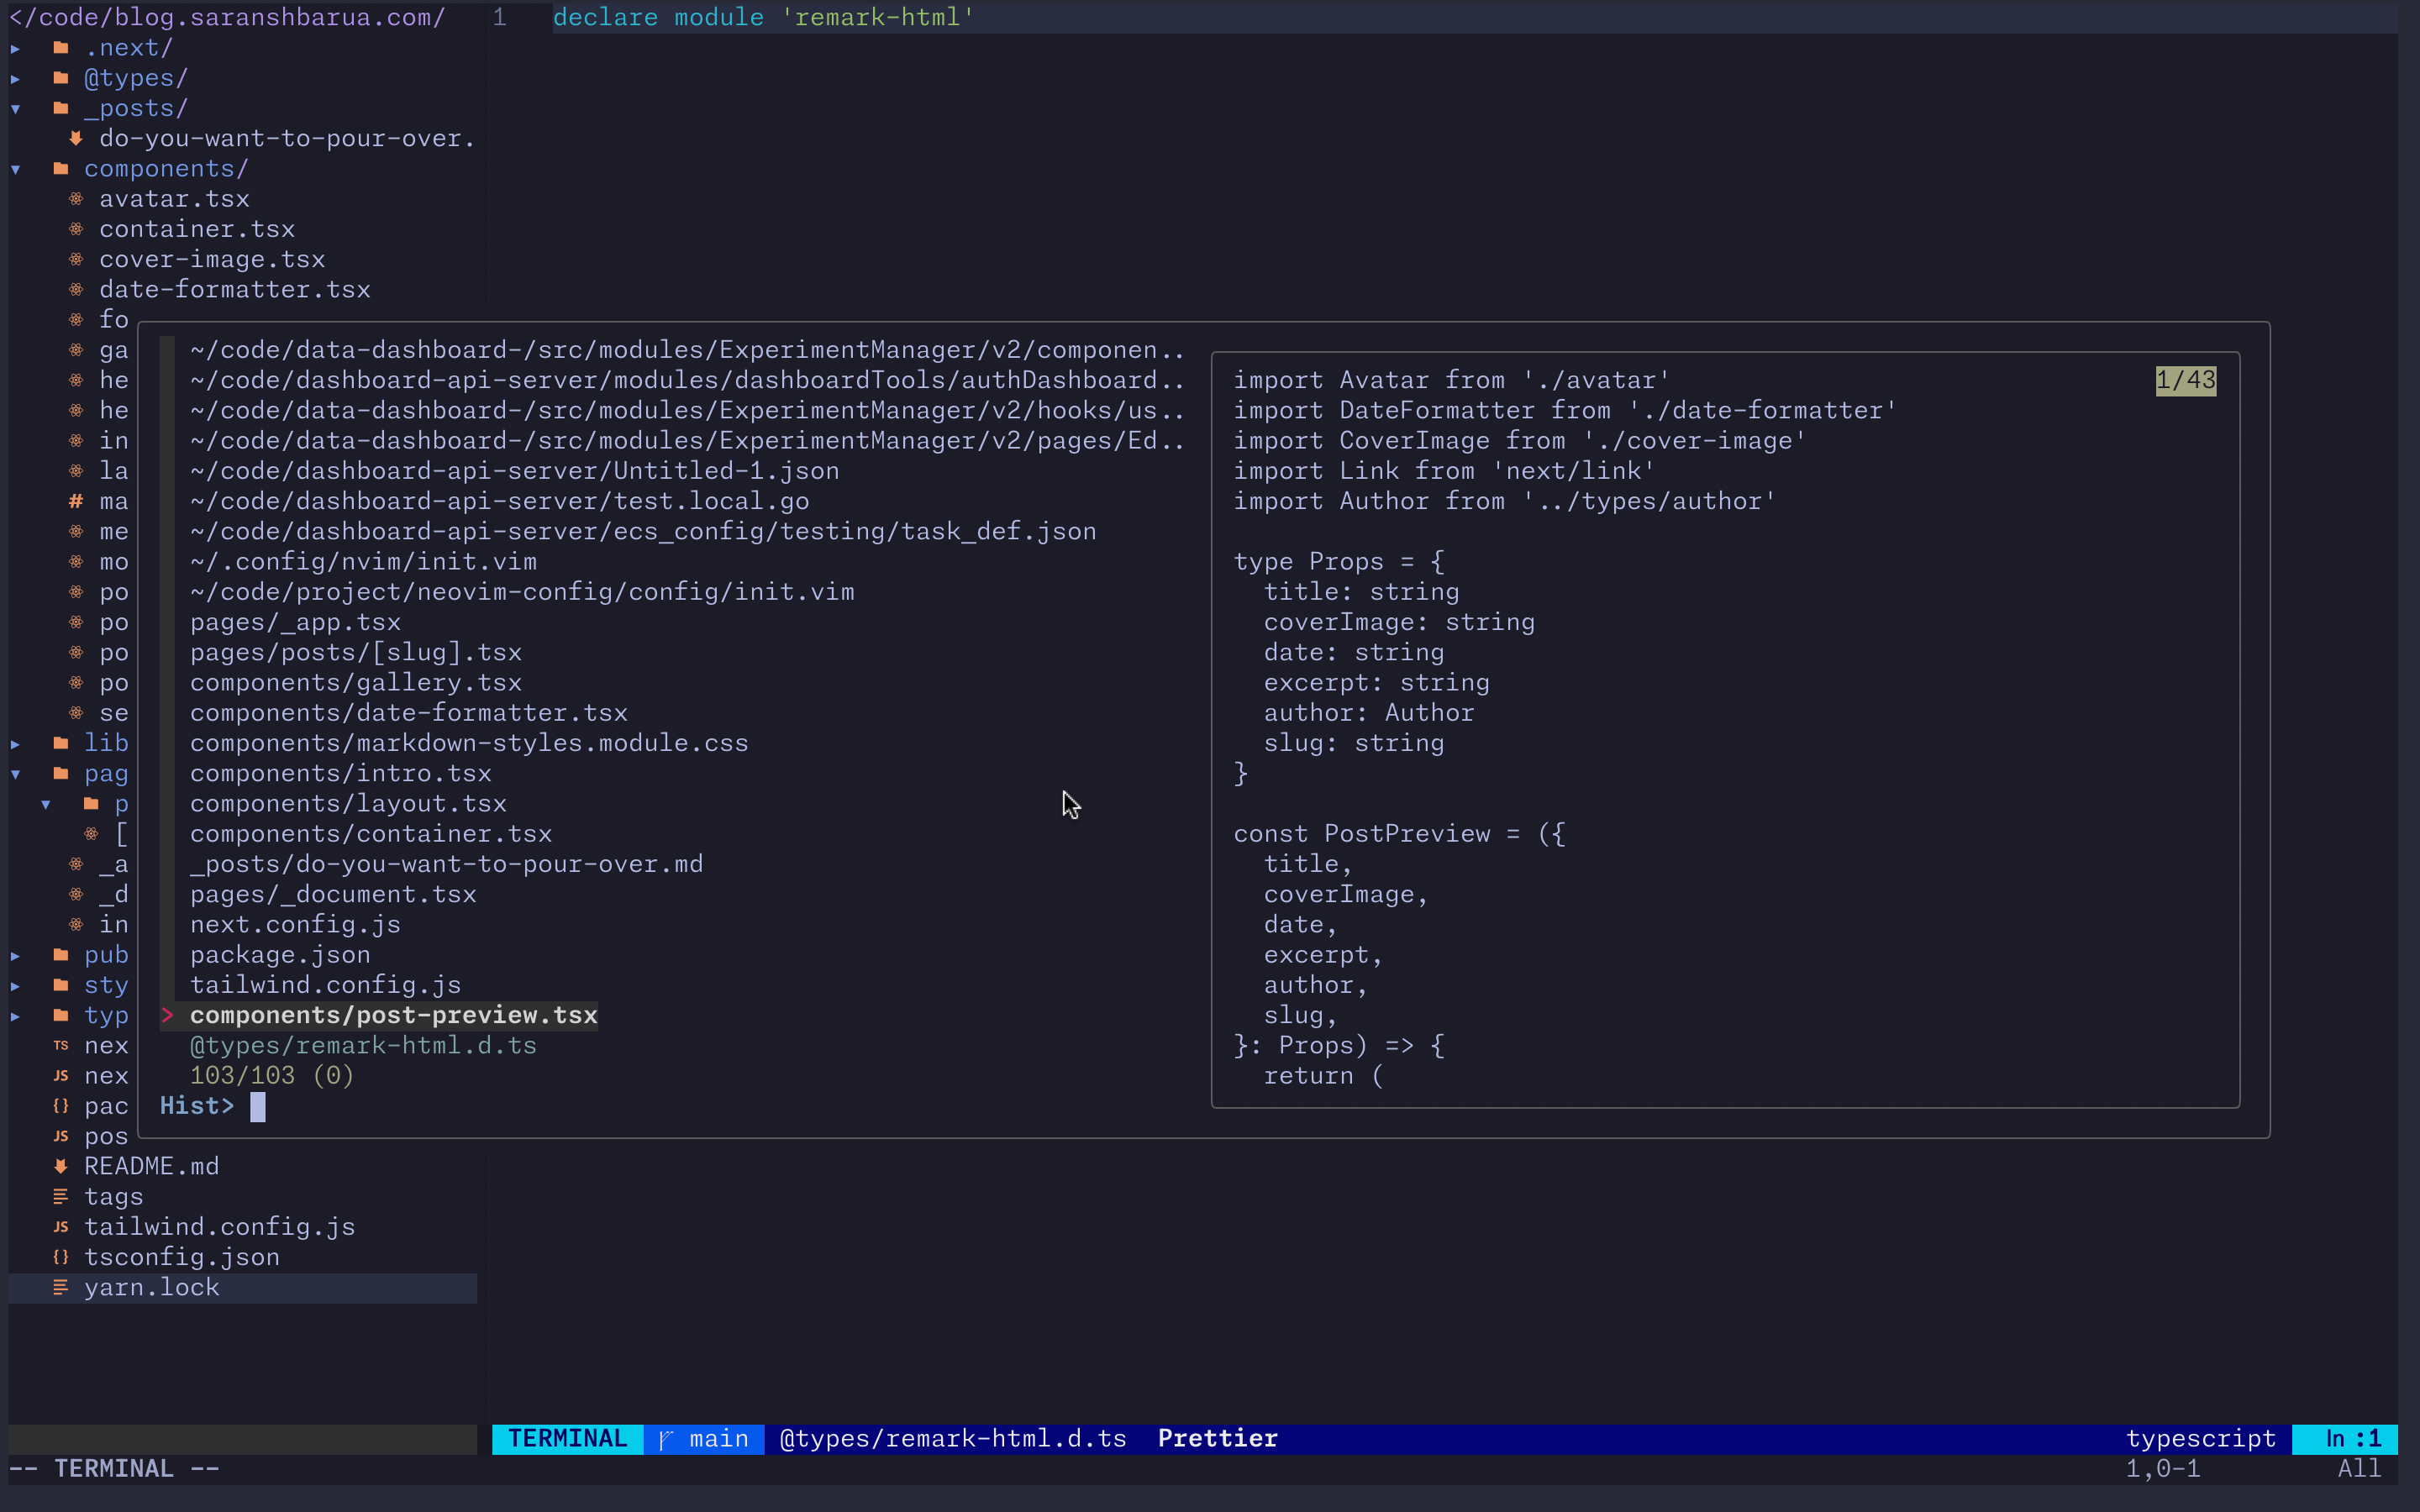 </code/blog.saranshbarua.com/
.next/
@types/
_posts/
do-you-want-to-pour-over.
components/
avatar.tsx
container.tsx
cover-image.tsx
date-formatter.tsx
fo
ga
he
he
in
la
# ma
me
mo
po
po
po
po
se
lib
pag
p
[
_a
_d
in
pub
sty
typ
TS nex
JS nex
{} pac
JS pos
README.md
tags
JS tailwind.config.js
{} tsconfig.json
yarn.lock
1 declare module 'remark-html'
~/code/data-dashboard-/src/modules/ExperimentManager/v2/componen..
~/code/dashboard-api-server/modules/dashboardTools/authDashboard..
~/code/data-dashboard-/src/modules/ExperimentManager/v2/hooks/us..
~/code/data-dashboard-/src/modules/ExperimentManager/v2/pages/Ed..
~/code/dashboard-api-server/Untitled-1.json
~/code/dashboard-api-server/test.local.go
~/code/dashboard-api-server/ecs_config/testing/task_def.json
~/.config/nvim/init.vim
~/code/project/neovim-config/config/init.vim
pages/_app.tsx
pages/posts/[slug].tsx
components/gallery.tsx
components/date-formatter.tsx
components/markdown-styles.module.css
components/intro.tsx
components/layout.tsx
components/container.tsx
_posts/do-you-want-to-pour-over.md
pages/_document.tsx
next.config.js
package.json
tailwind.config.js
> components/post-preview.tsx
@types/remark-html.d.ts
103/103 (0)
Hist>
import Avatar from './avatar' 1/43
import DateFormatter from './date-formatter'
import CoverImage from './cover-image'
import Link from 'next/link'
import Author from '../types/author'
type Props = {
title: string
coverImage: string
date: string
excerpt: string
author: Author
slug: string
}
const PostPreview = ({
title,
coverImage,
date,
excerpt,
author,
slug,
}: Props) => {
return (
TERMINAL main @types/remark-html.d.ts Prettier typescript ln :1
-- TERMINAL -- 1,0-1 All